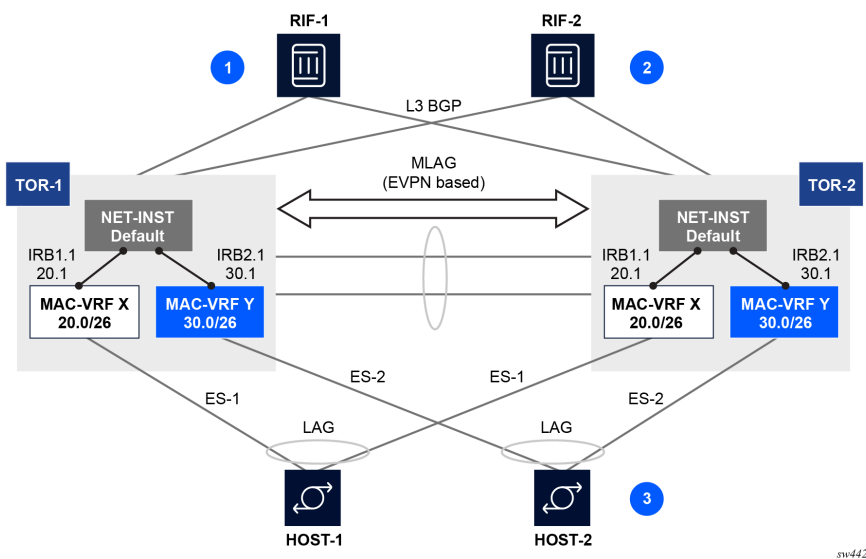 RIF-1
RIF-2
1
2
L3 BGP
MLAG
(EVPN based)
TOR-1
TOR-2
NET-INST
Default
NET-INST
Default
IRB1.1
20.1
IRB2.1
30.1
IRB1.1
20.1
IRB2.1
30.1
MAC-VRF X
20.0/26
MAC-VRF Y
30.0/26
MAC-VRF X
20.0/26
MAC-VRF Y
30.0/26
ES-2
ES-1
ES-1
ES-2
LAG
LAG
3
HOST-1
HOST-2
sw442